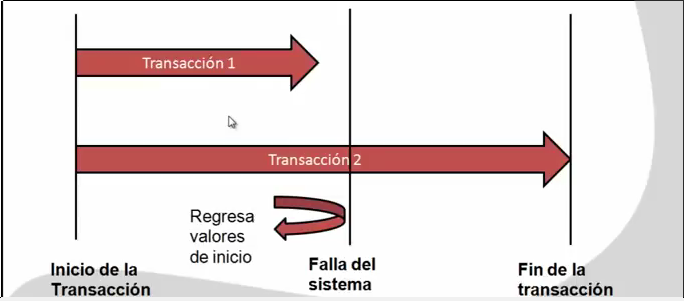 Transacción 1
Transacción 2
Regresa
valores
de inicio
Inicio de la
Transacción
Falla del
sistema
Fin de la
transacción